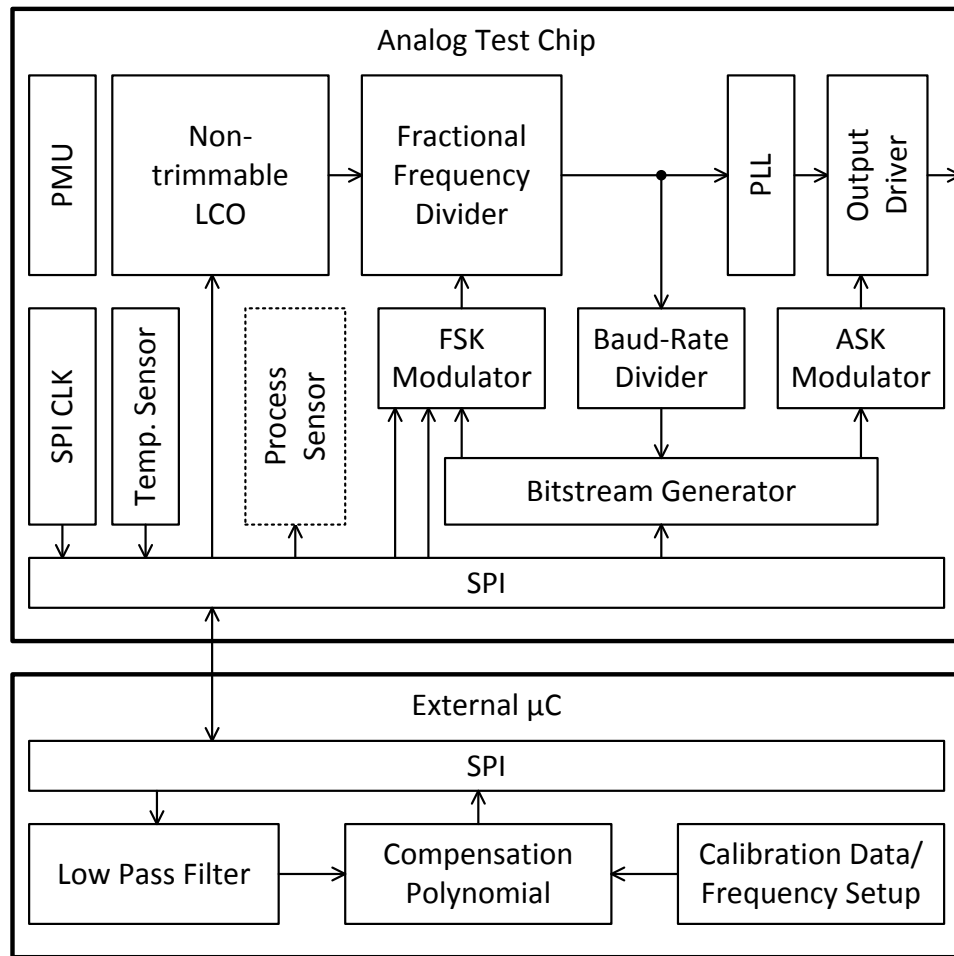 Analog Test Chip
PMU
Non-
trimmable
LCO
Fractional
Frequency
Divider
PLL
Output
Driver
SPI CLK
Temp. Sensor
Process
Sensor
FSK
Modulator
Baud-Rate
Divider
ASK
Modulator
Bitstream Generator
SPI
External µC
SPI
Low Pass Filter
Compensation
Polynomial
Calibration Data/
Frequency Setup